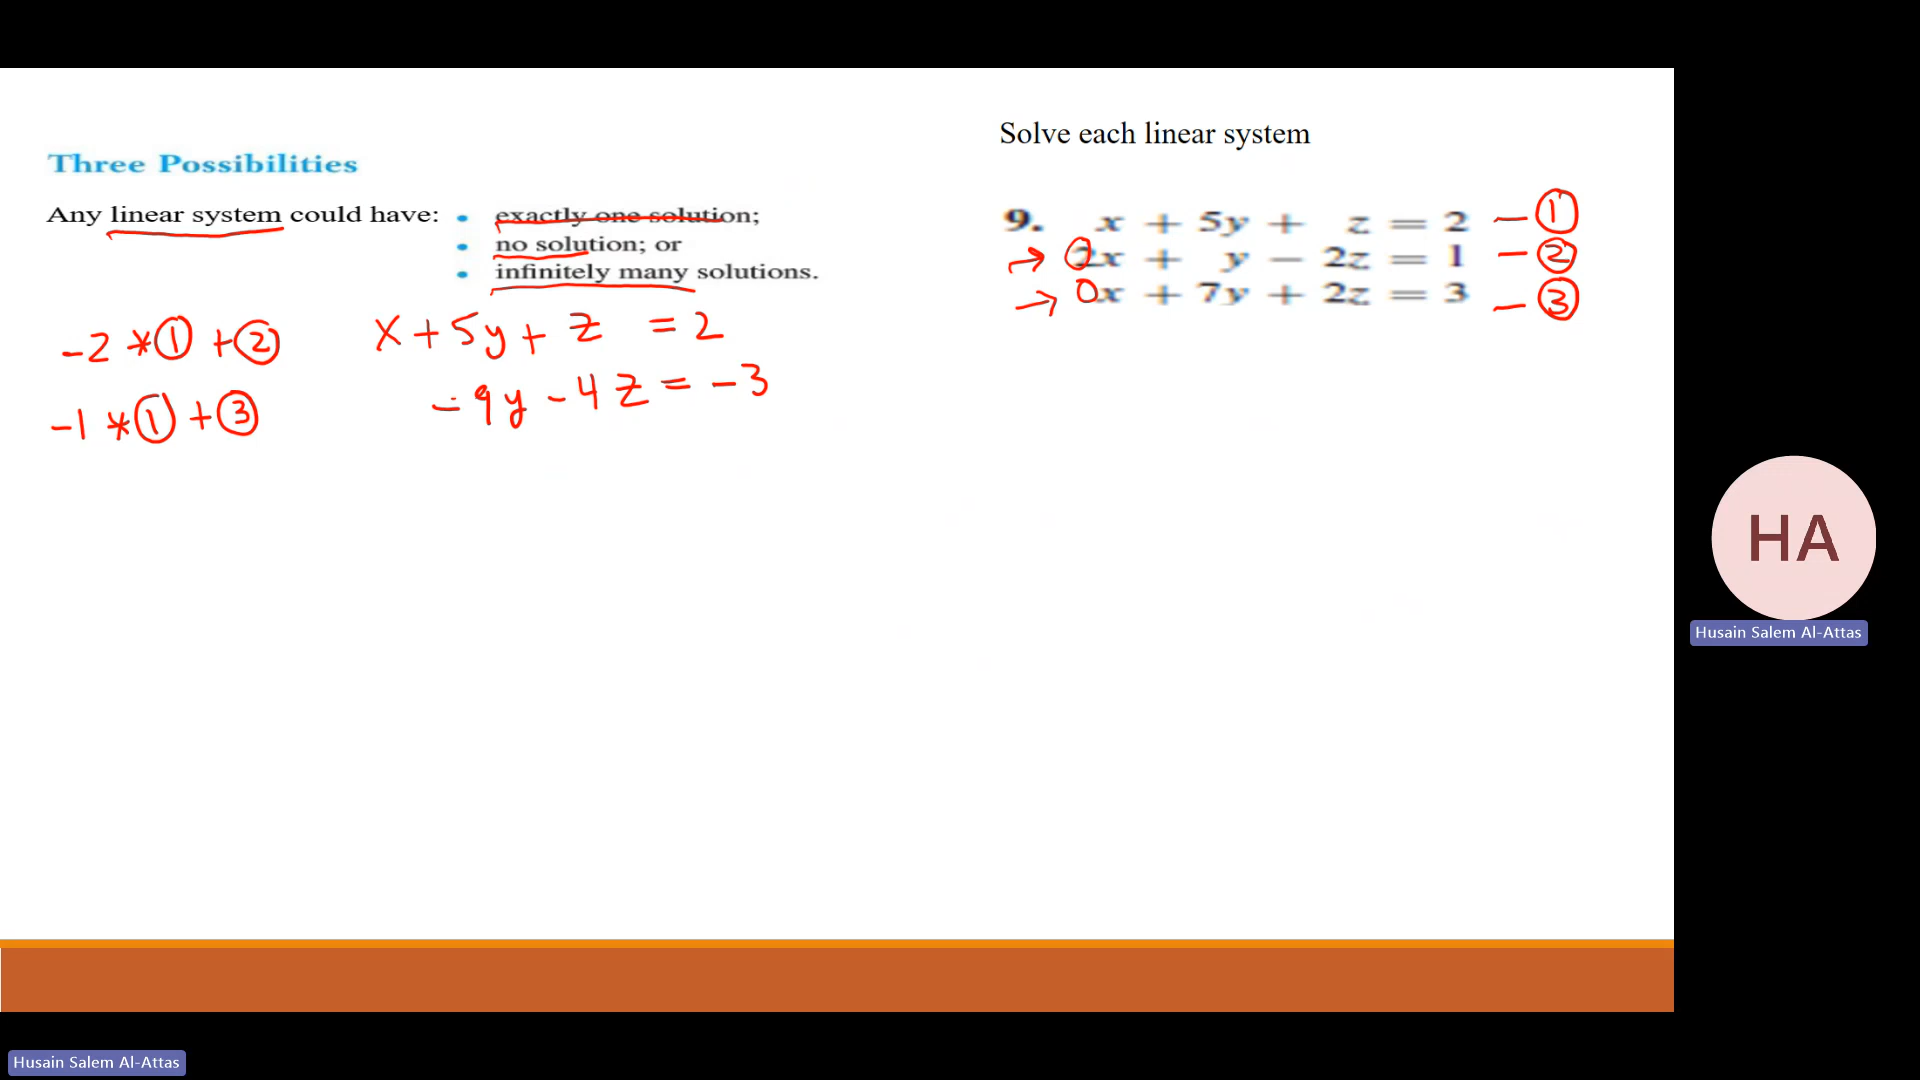 Three Possibilities
Any linear system could have: • exactly one solution;
• no solution; or
• infinitely many solutions.
-2 * ① + ②
-1 * ① + ③
x + 5y + z = 2
-9y - 4z = -3
Solve each linear system
9. x + 5y + z = 2 — ①
→ 2x + y − 2z = 1 — ②
→ 0x + 7y + 2z = 3 — ③
HA
Husain Salem Al-Attas
Husain Salem Al-Attas